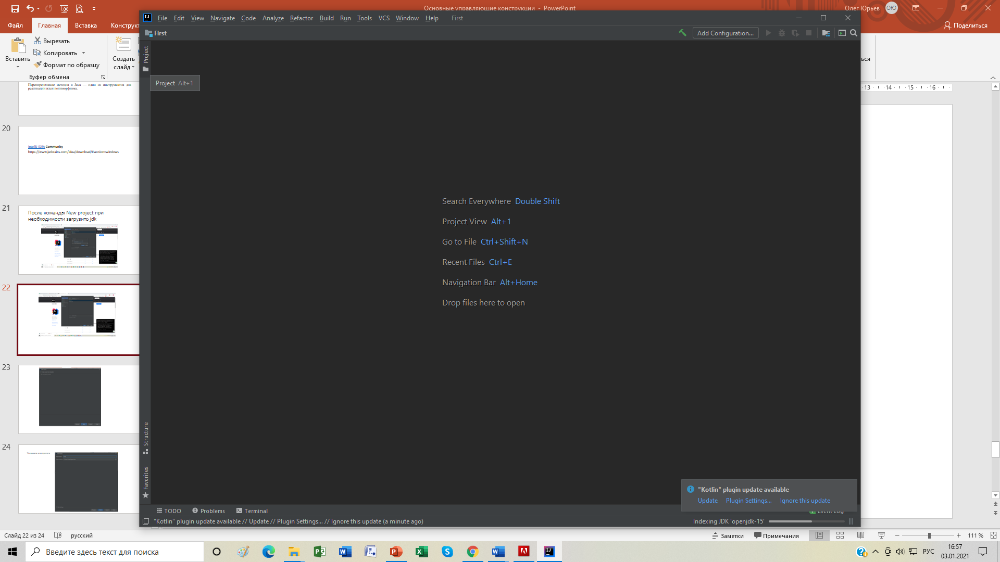 Основные управляющие конструкции - PowerPoint
Олег Юрьев
ОЮ
Файл
Главная
Вставка
Конструкт
Поделиться
Вставить
Вырезать
Копировать
Формат по образцу
Буфер обмена
Создать
слайд
ься
IJ
File Edit View Navigate Code Analyze Refactor Build Run Tools VCS Window Help First
First
Add Configuration...
Project
Project Alt+1
Structure
Favorites
Search Everywhere Double Shift
Project View Alt+1
Go to File Ctrl+Shift+N
Recent Files Ctrl+E
Navigation Bar Alt+Home
Drop files here to open
"Kotlin" plugin update available
Update Plugin Settings... Ignore this update
Event Log
TODO Problems Terminal
"Kotlin" plugin update available // Update // Plugin Settings... // Ignore this update (a minute ago)
Indexing JDK 'openjdk-15'
13 14 15 16
Переопределение методов в Java — один из инструментов для
реализации идеи полиморфизма.
20
IntelliJ IDEA Community
https://www.jetbrains.com/idea/download/#section=windows
21
После команды New project при
необходимости загрузить jdk
22
23
24
Указываем имя проекта
Слайд 22 из 24
русский
Заметки
Примечания
111 %
Введите здесь текст для поиска
РУС
16:57
03.01.2021